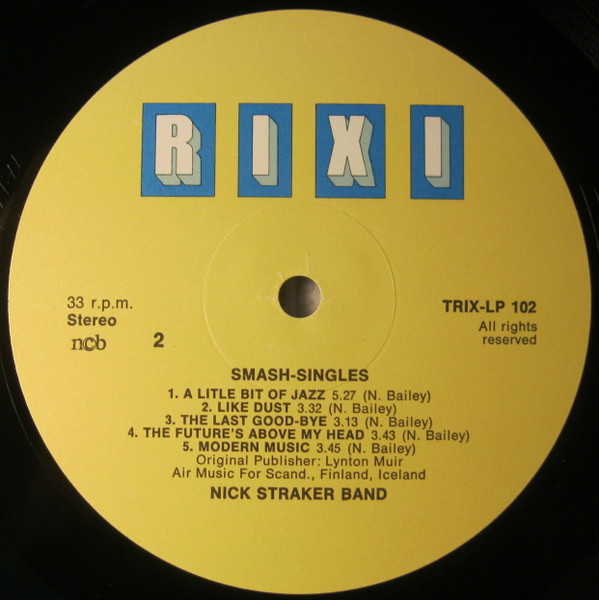 RIXI
33 r.p.m.
Stereo
ncb
2
TRIX-LP 102
All rights
reserved
SMASH-SINGLES
1. A LITLE BIT OF JAZZ 5.27 (N. Bailey)
2. LIKE DUST 3.32 (N. Bailey)
3. THE LAST GOOD-BYE 3.13 (N. Bailey)
4. THE FUTURE'S ABOVE MY HEAD 3.43 (N. Bailey)
5. MODERN MUSIC 3.45 (N. Bailey)
Original Publisher: Lynton Muir
Air Music For Scand., Finland, Iceland
NICK STRAKER BAND